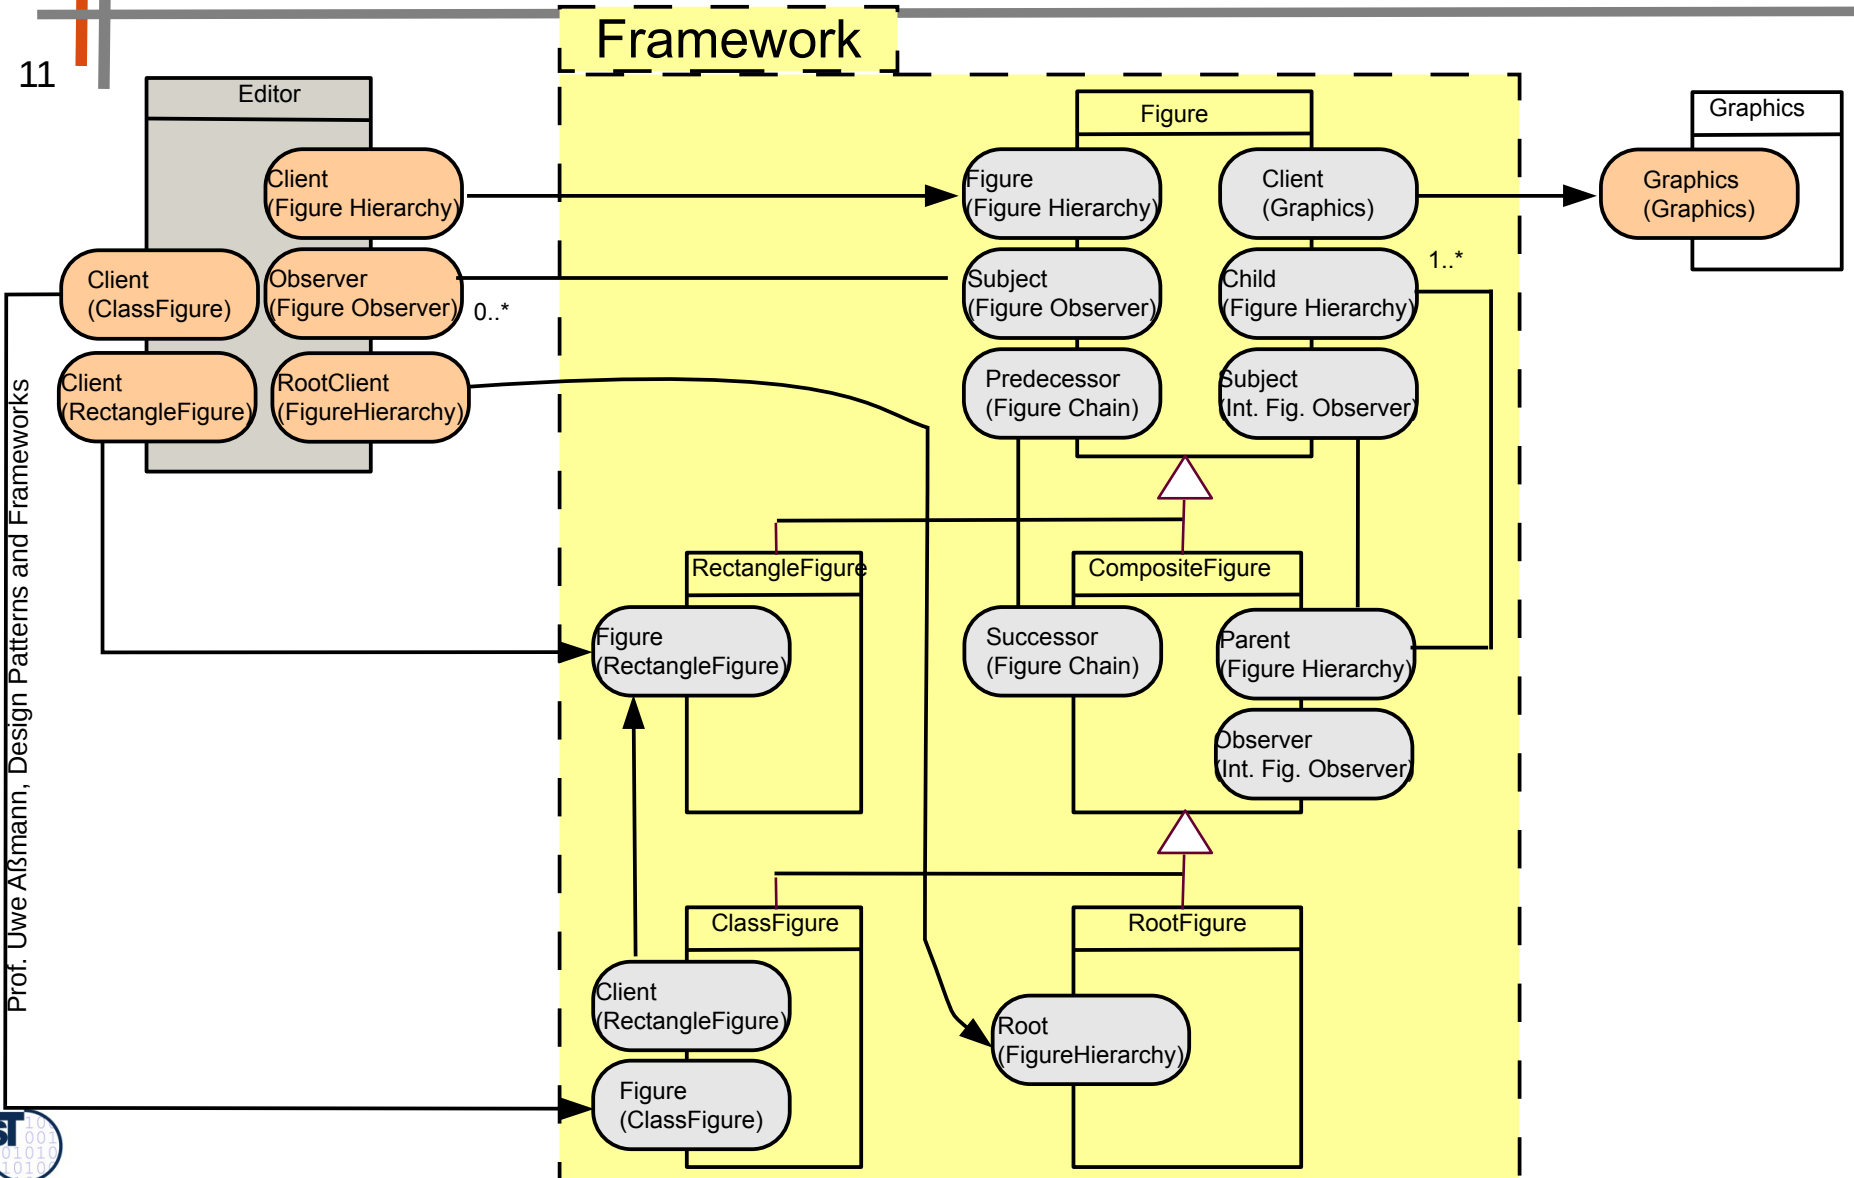 Framework
11
Editor
Figure
Graphics
Client
(Figure Hierarchy)
Figure
(Figure Hierarchy)
Client
(Graphics)
Graphics
(Graphics)
Client
(ClassFigure)
Observer
(Figure Observer)
0..*
Subject
(Figure Observer)
Child
(Figure Hierarchy)
1..*
Client
(RectangleFigure)
RootClient
(FigureHierarchy)
Predecessor
(Figure Chain)
Subject
(Int. Fig. Observer)
RectangleFigure
CompositeFigure
Figure
(RectangleFigure)
Successor
(Figure Chain)
Parent
(Figure Hierarchy)
Observer
(Int. Fig. Observer)
ClassFigure
RootFigure
Client
(RectangleFigure)
Root
(FigureHierarchy)
Figure
(ClassFigure)
Prof. Uwe Aßmann, Design Patterns and Frameworks